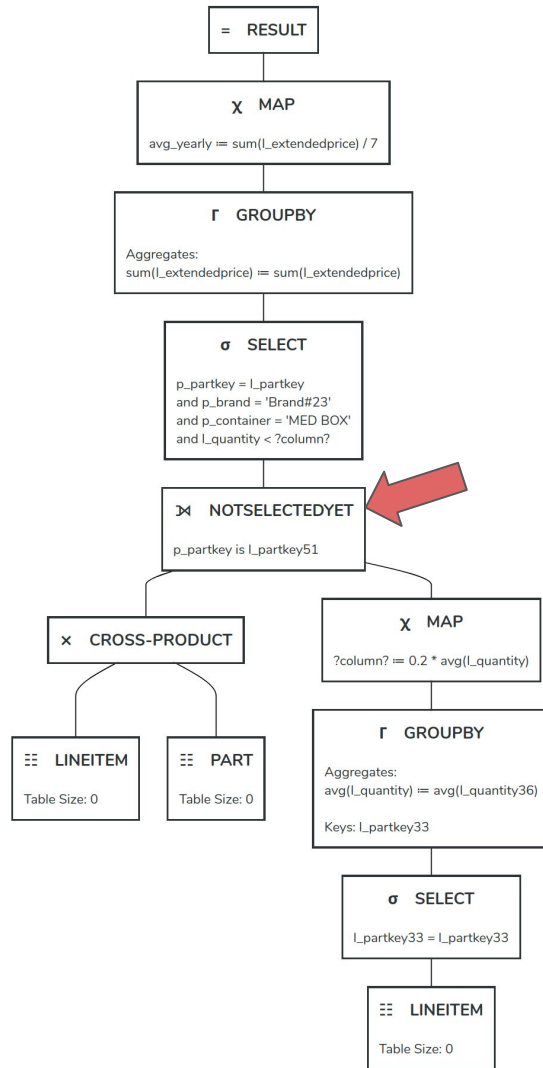 = RESULT
χ MAP
avg_yearly ≔ sum(l_extendedprice) / 7
Γ GROUPBY
Aggregates:
sum(l_extendedprice) ≔ sum(l_extendedprice)
σ SELECT
p_partkey = l_partkey
and p_brand = 'Brand#23'
and p_container = 'MED BOX'
and l_quantity < ?column?
⟕ NOTSELECTEDYET
p_partkey is l_partkey51
× CROSS-PRODUCT
☷ LINEITEM
Table Size: 0
☷ PART
Table Size: 0
χ MAP
?column? ≔ 0.2 * avg(l_quantity)
Γ GROUPBY
Aggregates:
avg(l_quantity) ≔ avg(l_quantity36)
Keys: l_partkey33
σ SELECT
l_partkey33 = l_partkey33
☷ LINEITEM
Table Size: 0